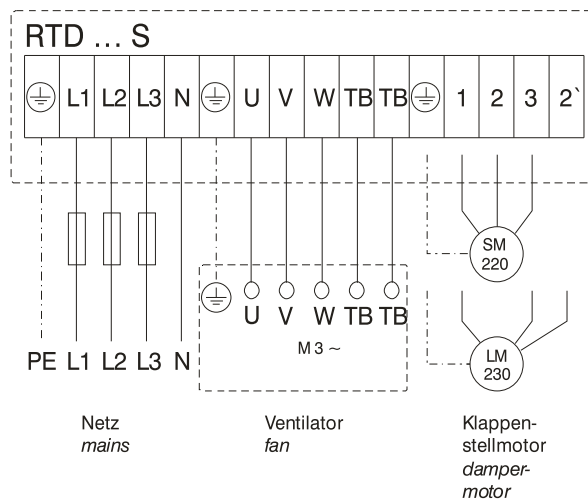 RTD ... S
L1 L2 L3 N U V W TB TB 1 2 3 2`
SM
220
U V W TB TB
M 3 ~
LM
230
PE L1 L2 L3 N
Netz
mains
Ventilator
fan
Klappen-
stellmotor
damper-
motor